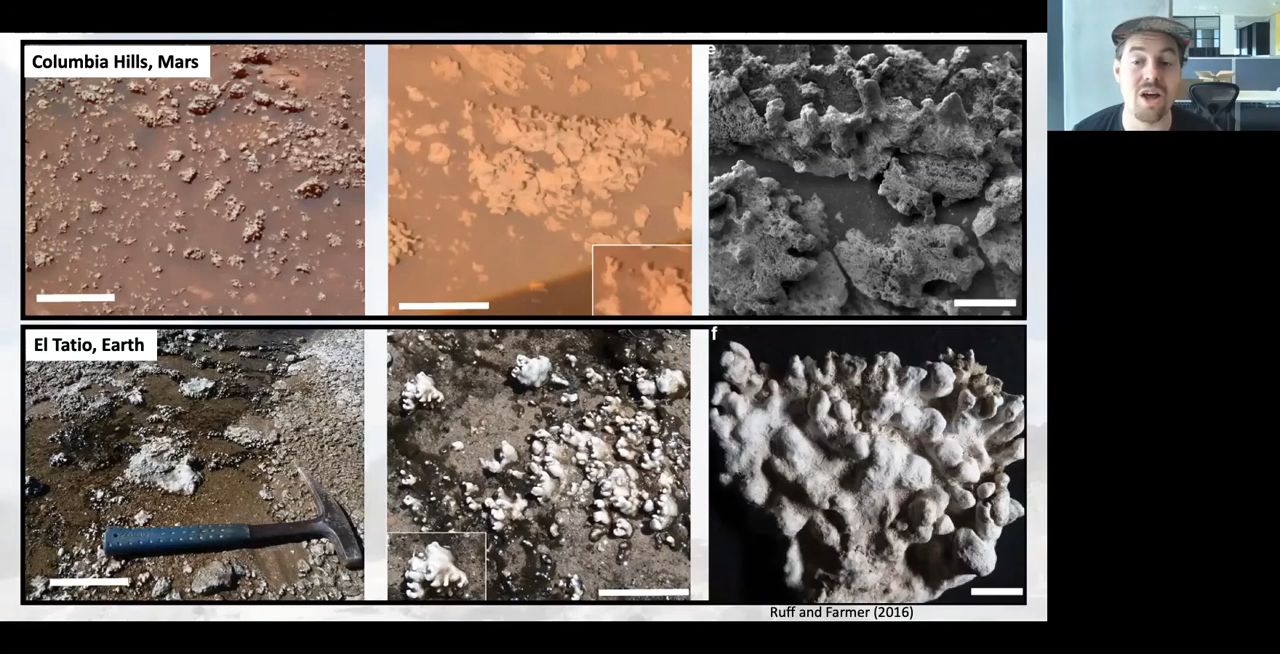 Columbia Hills, Mars
e
El Tatio, Earth
f
Ruff and Farmer (2016)